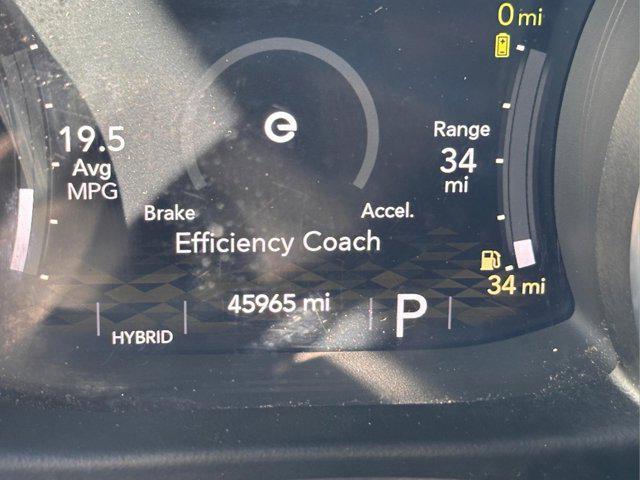 0 mi
19.5
Avg
MPG
e
Range
34
mi
Brake
Accel.
Efficiency Coach
34 mi
45965 mi
P
HYBRID